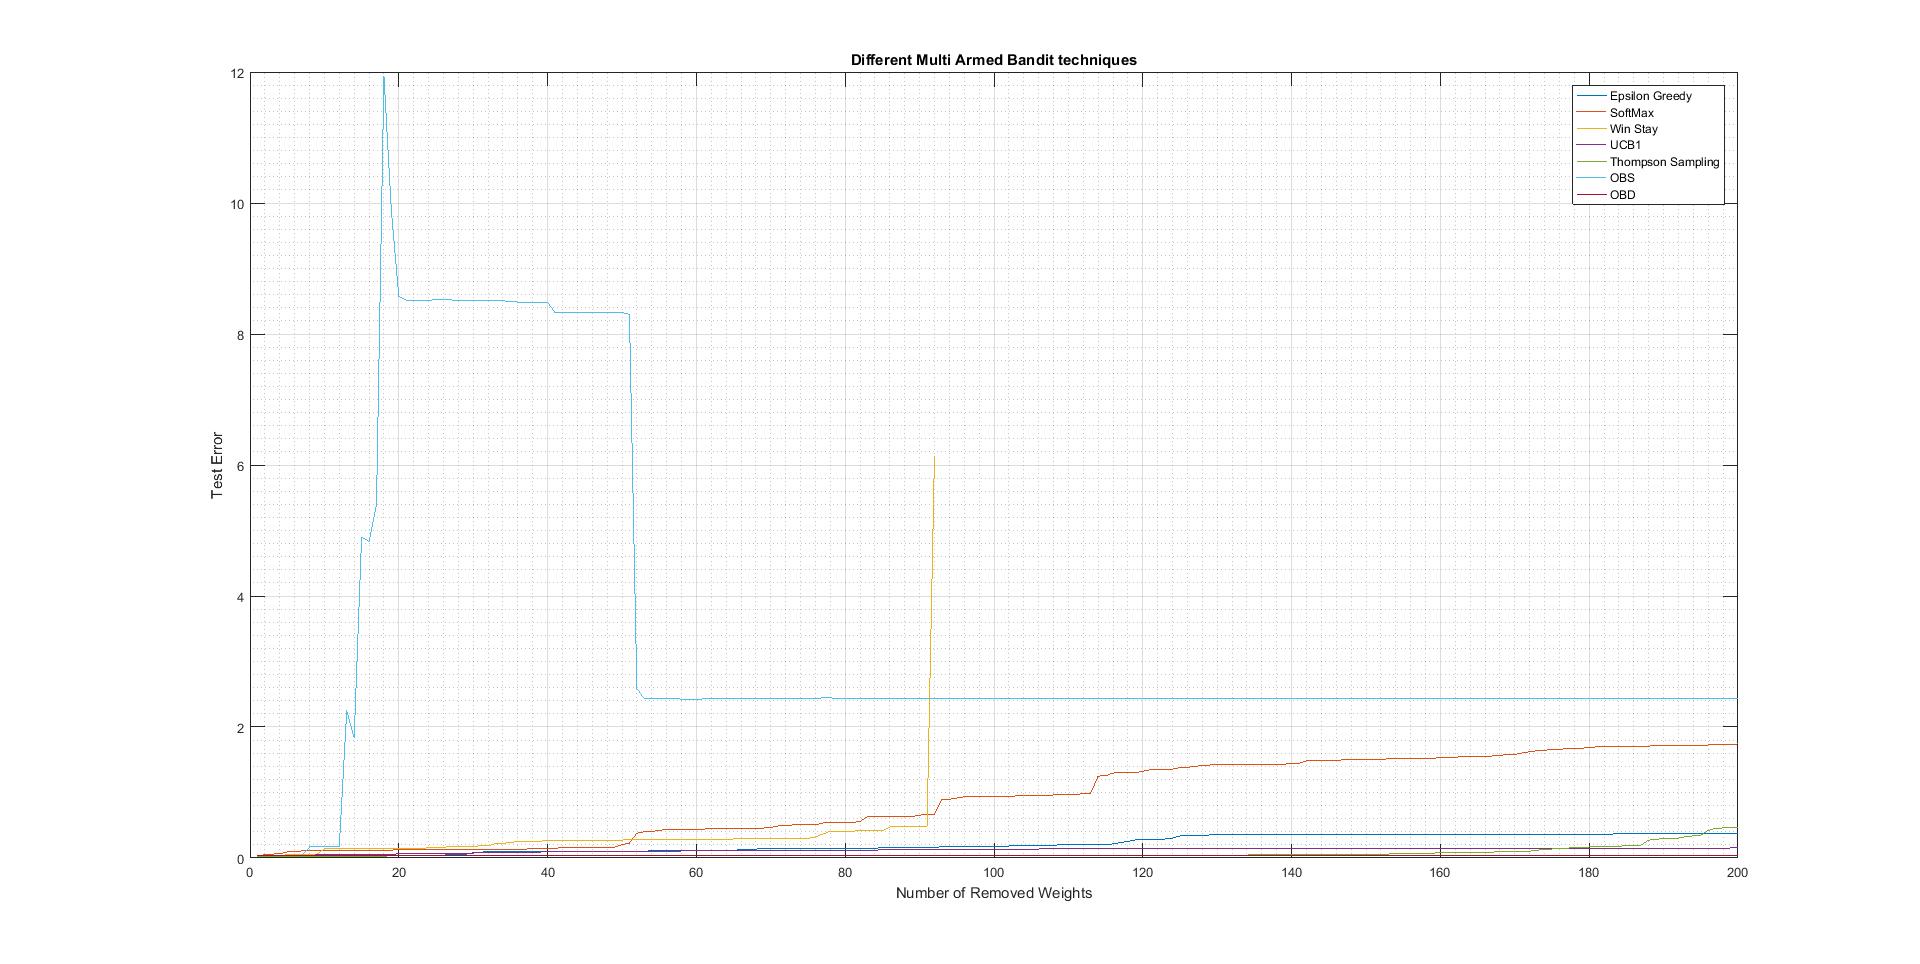 Different Multi Armed Bandit techniques
12
10
8
6
4
2
0
Test Error
Epsilon Greedy
SoftMax
Win Stay
UCB1
Thompson Sampling
OBS
OBD
0 20 40 60 80 100 120 140 160 180 200
Number of Removed Weights